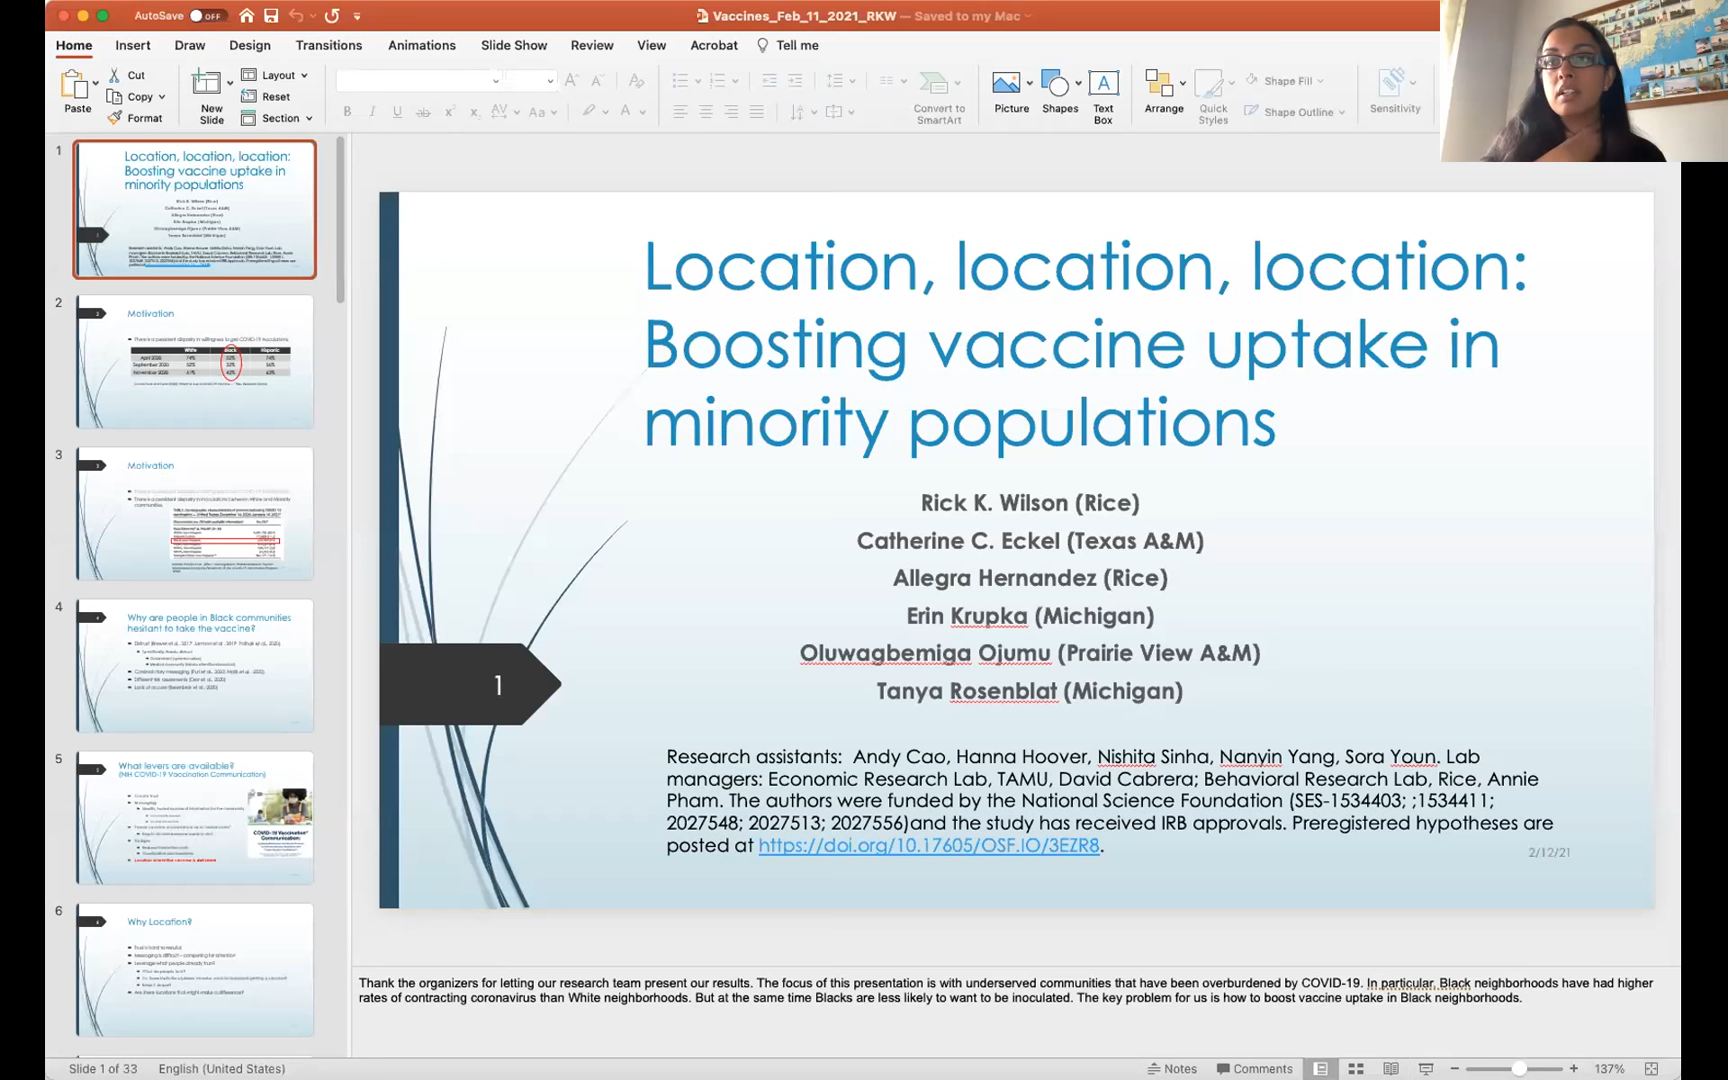 AutoSave OFF
Vaccines_Feb_11_2021_RKW — Saved to my Mac
Home Insert Draw Design Transitions Animations Slide Show Review View Acrobat Tell me
Paste
Cut
Copy
Format
New Slide
Layout
Reset
Section
Convert to SmartArt
Picture
Shapes
Text Box
Arrange
Quick Styles
Shape Fill
Shape Outline
Sensitivity
1
Location, location, location:
Boosting vaccine uptake in
minority populations
2
Motivation
3
Motivation
4
Why are people in Black communities
hesitant to take the vaccine?
5
What levers are available?
(NIH COVID-19 Vaccination Communication)
6
Why Location?
Location, location, location:
Boosting vaccine uptake in
minority populations
Rick K. Wilson (Rice)
Catherine C. Eckel (Texas A&M)
Allegra Hernandez (Rice)
Erin Krupka (Michigan)
Oluwagbemiga Ojumu (Prairie View A&M)
Tanya Rosenblat (Michigan)
1
Research assistants: Andy Cao, Hanna Hoover, Nishita Sinha, Nanyin Yang, Sora Youn. Lab
managers: Economic Research Lab, TAMU, David Cabrera; Behavioral Research Lab, Rice, Annie
Pham. The authors were funded by the National Science Foundation (SES-1534403; ;1534411;
2027548; 2027513; 2027556)and the study has received IRB approvals. Preregistered hypotheses are
posted at https://doi.org/10.17605/OSF.IO/3EZR8.
2/12/21
Thank the organizers for letting our research team present our results. The focus of this presentation is with underserved communities that have been overburdened by COVID-19. In particular, Black neighborhoods have had higher
rates of contracting coronavirus than White neighborhoods. But at the same time Blacks are less likely to want to be inoculated. The key problem for us is how to boost vaccine uptake in Black neighborhoods.
Slide 1 of 33 English (United States) Notes Comments 137%